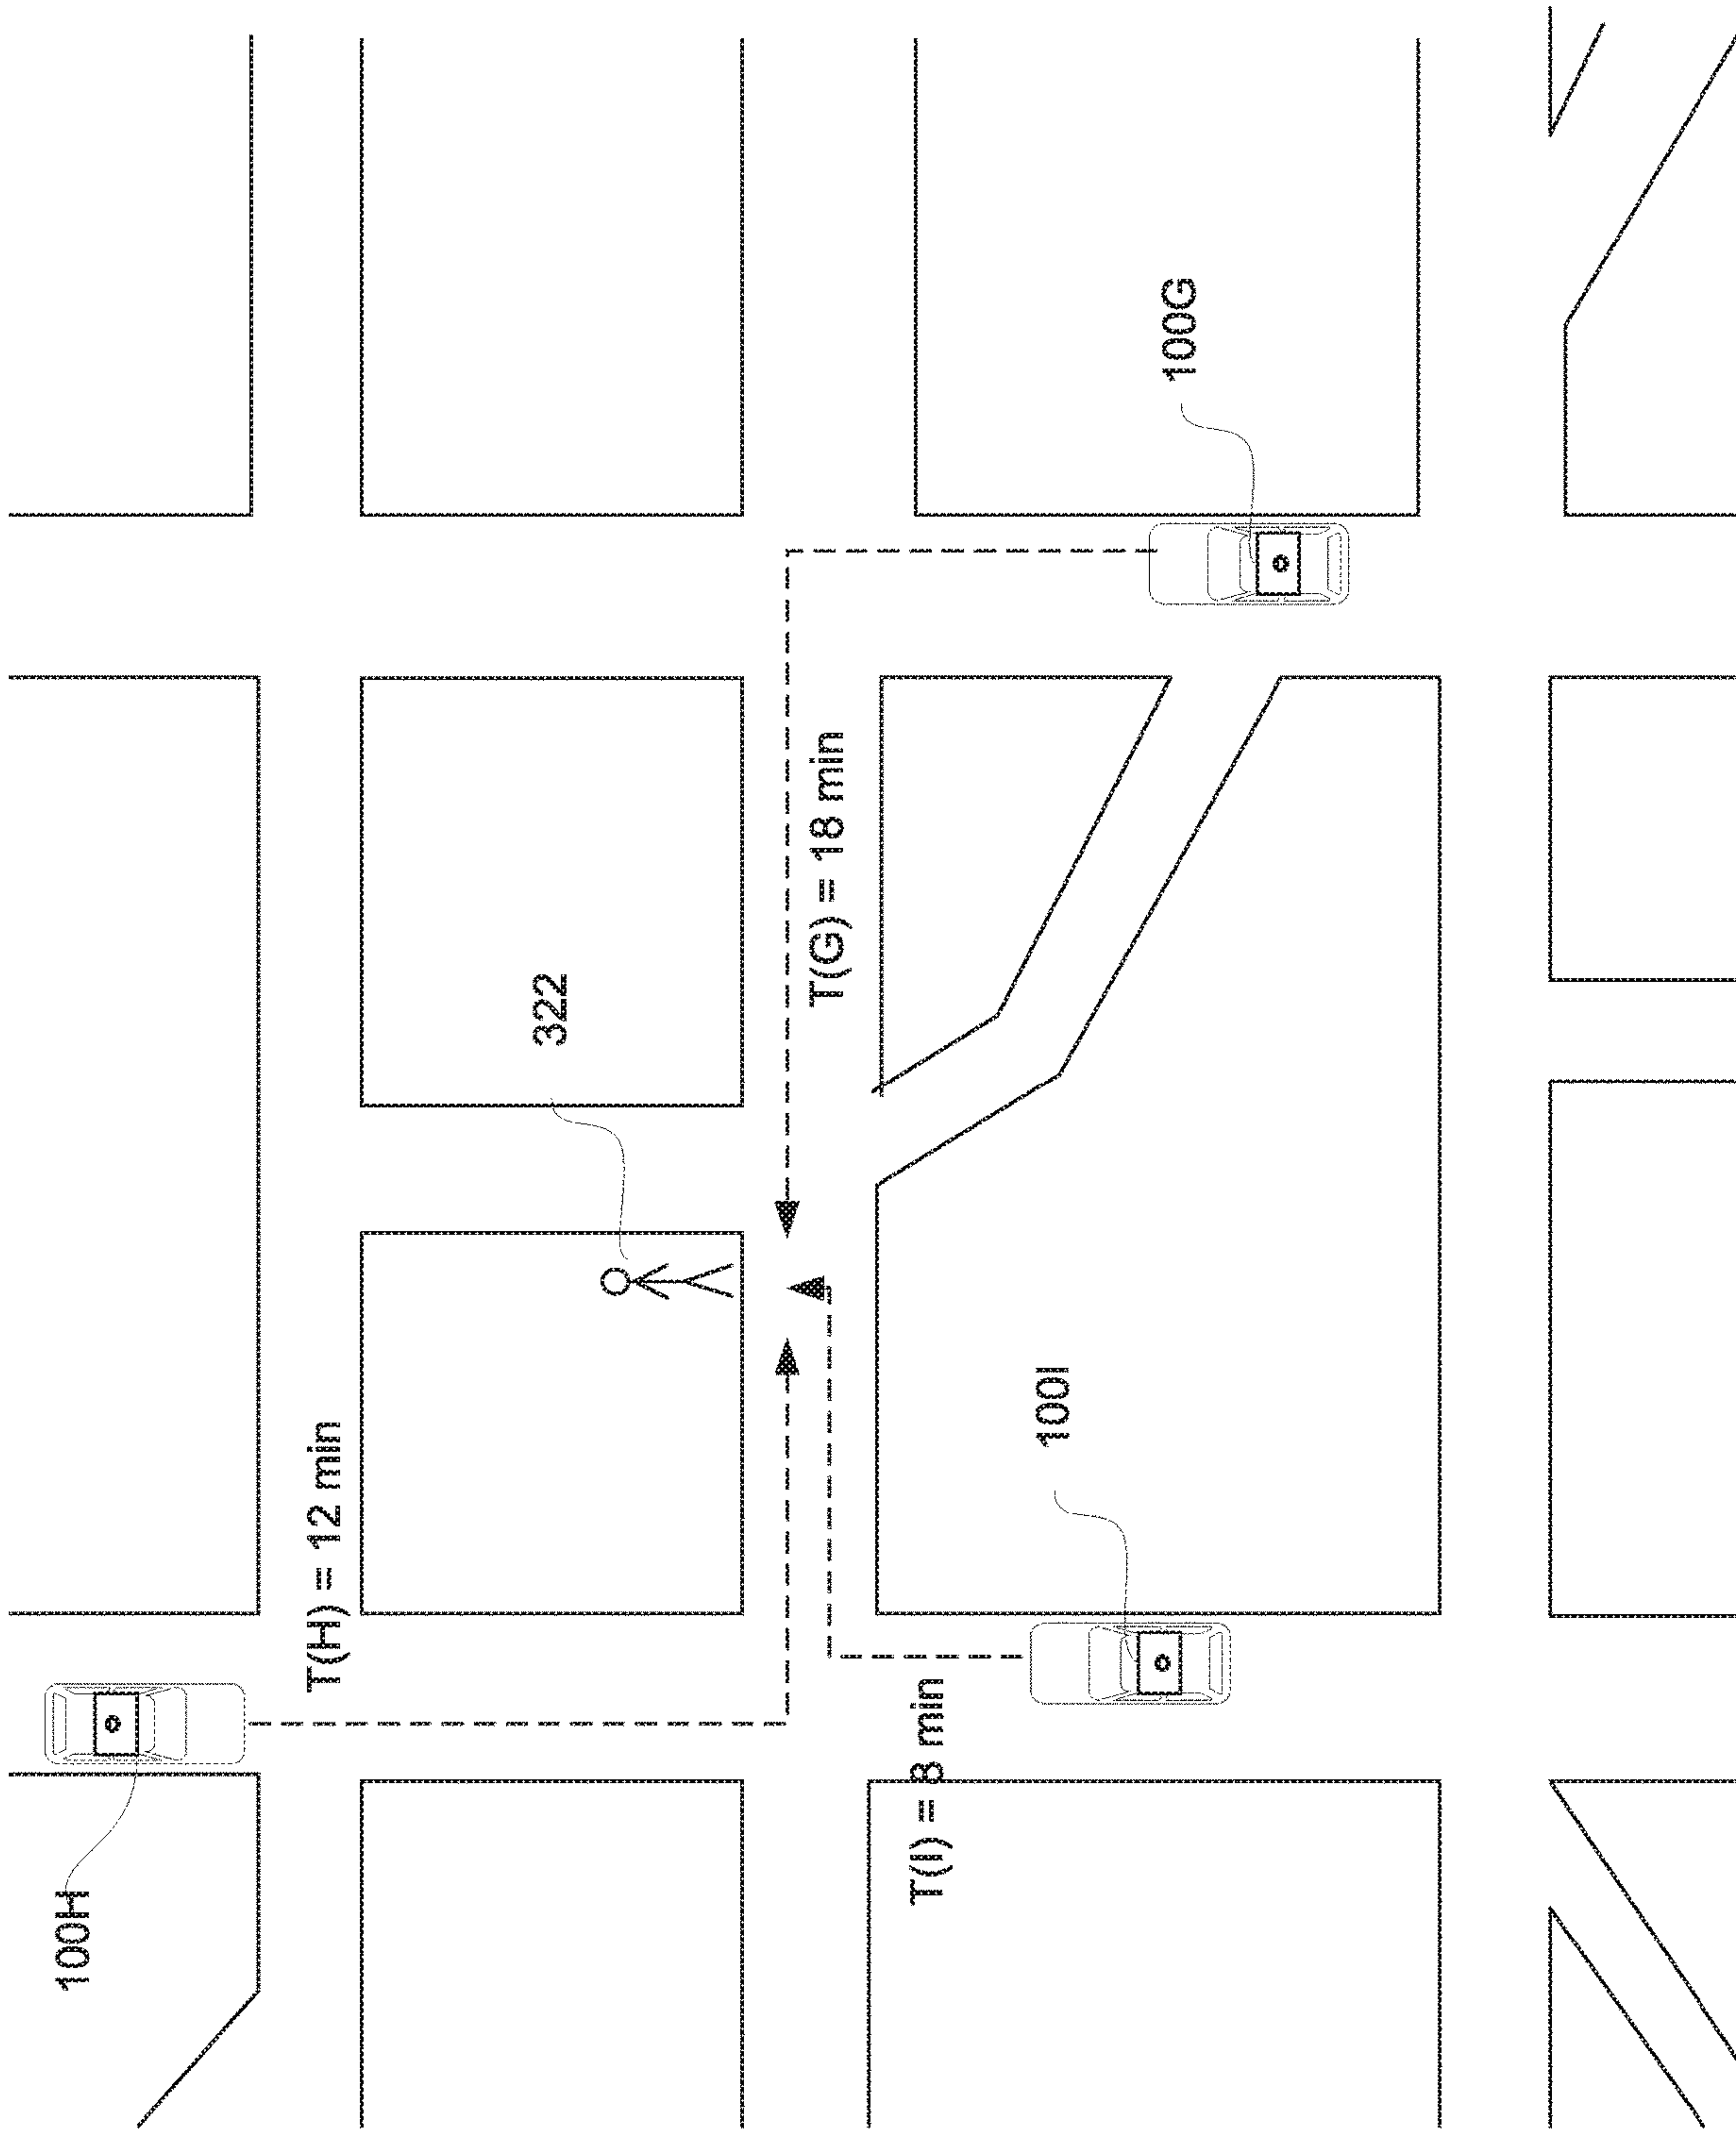 100H
T(H) = 12 min
322
T(G) = 18 min
100G
T(I) = 8 min
100I